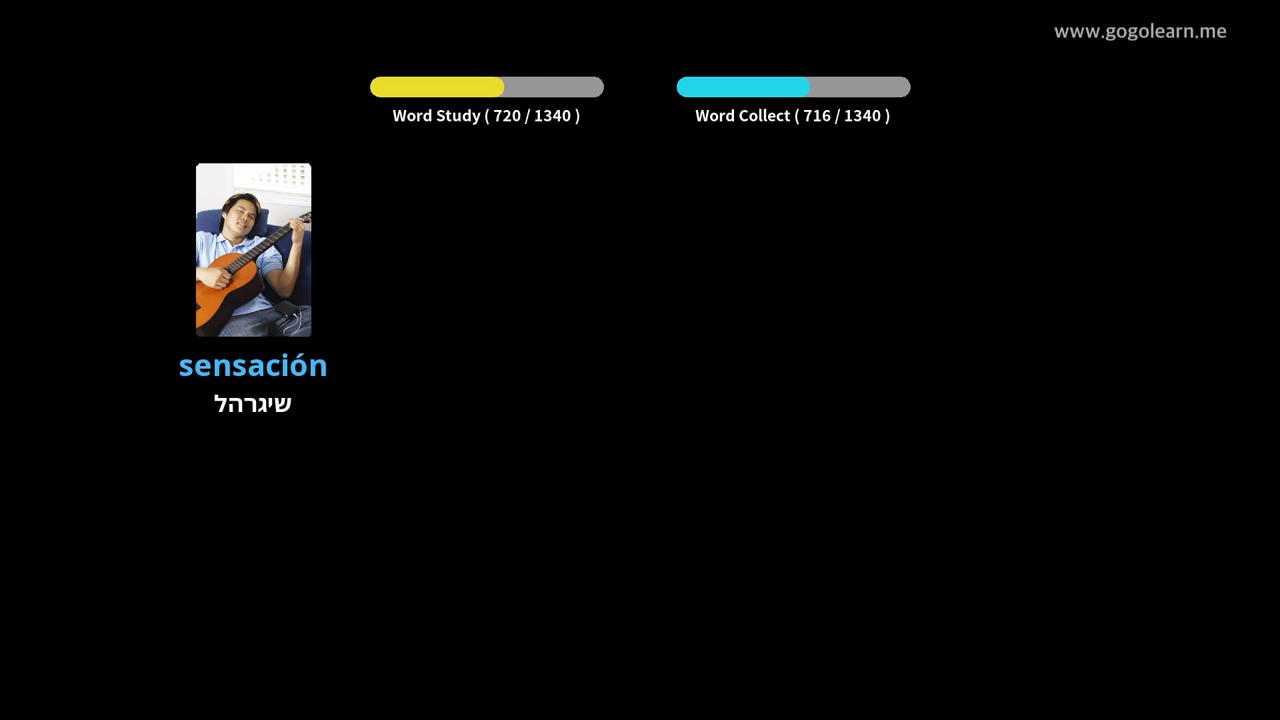 www.gogolearn.me
Word Study ( 720 / 1340 )
Word Collect ( 716 / 1340 )
sensación
שיגרהל